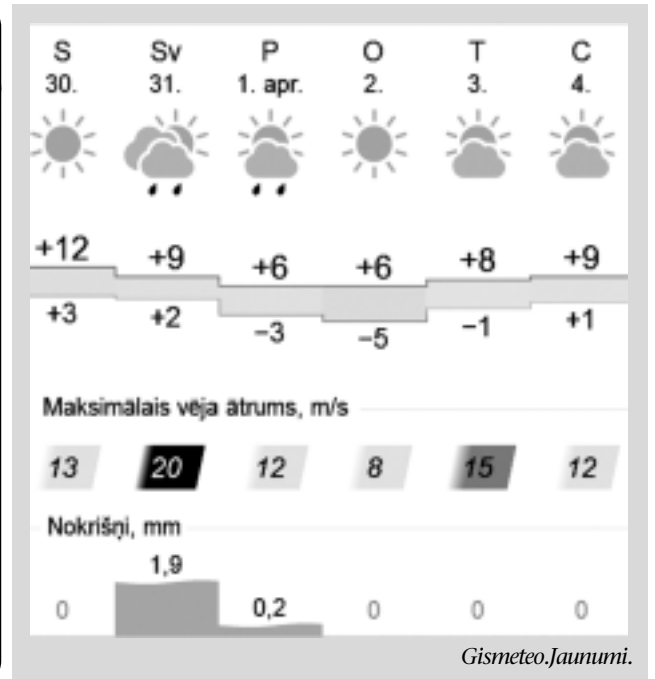 S Sv P O T C
30. 31. 1. apr. 2. 3. 4.
+12 +9 +6 +6 +8 +9
+3 +2 −3 −5 −1 +1
Maksimālais vēja ātrums, m/s
13 20 12 8 15 12
Nokrišņi, mm
0 1,9 0,2 0 0 0
Gismeteo.Jaunumi.